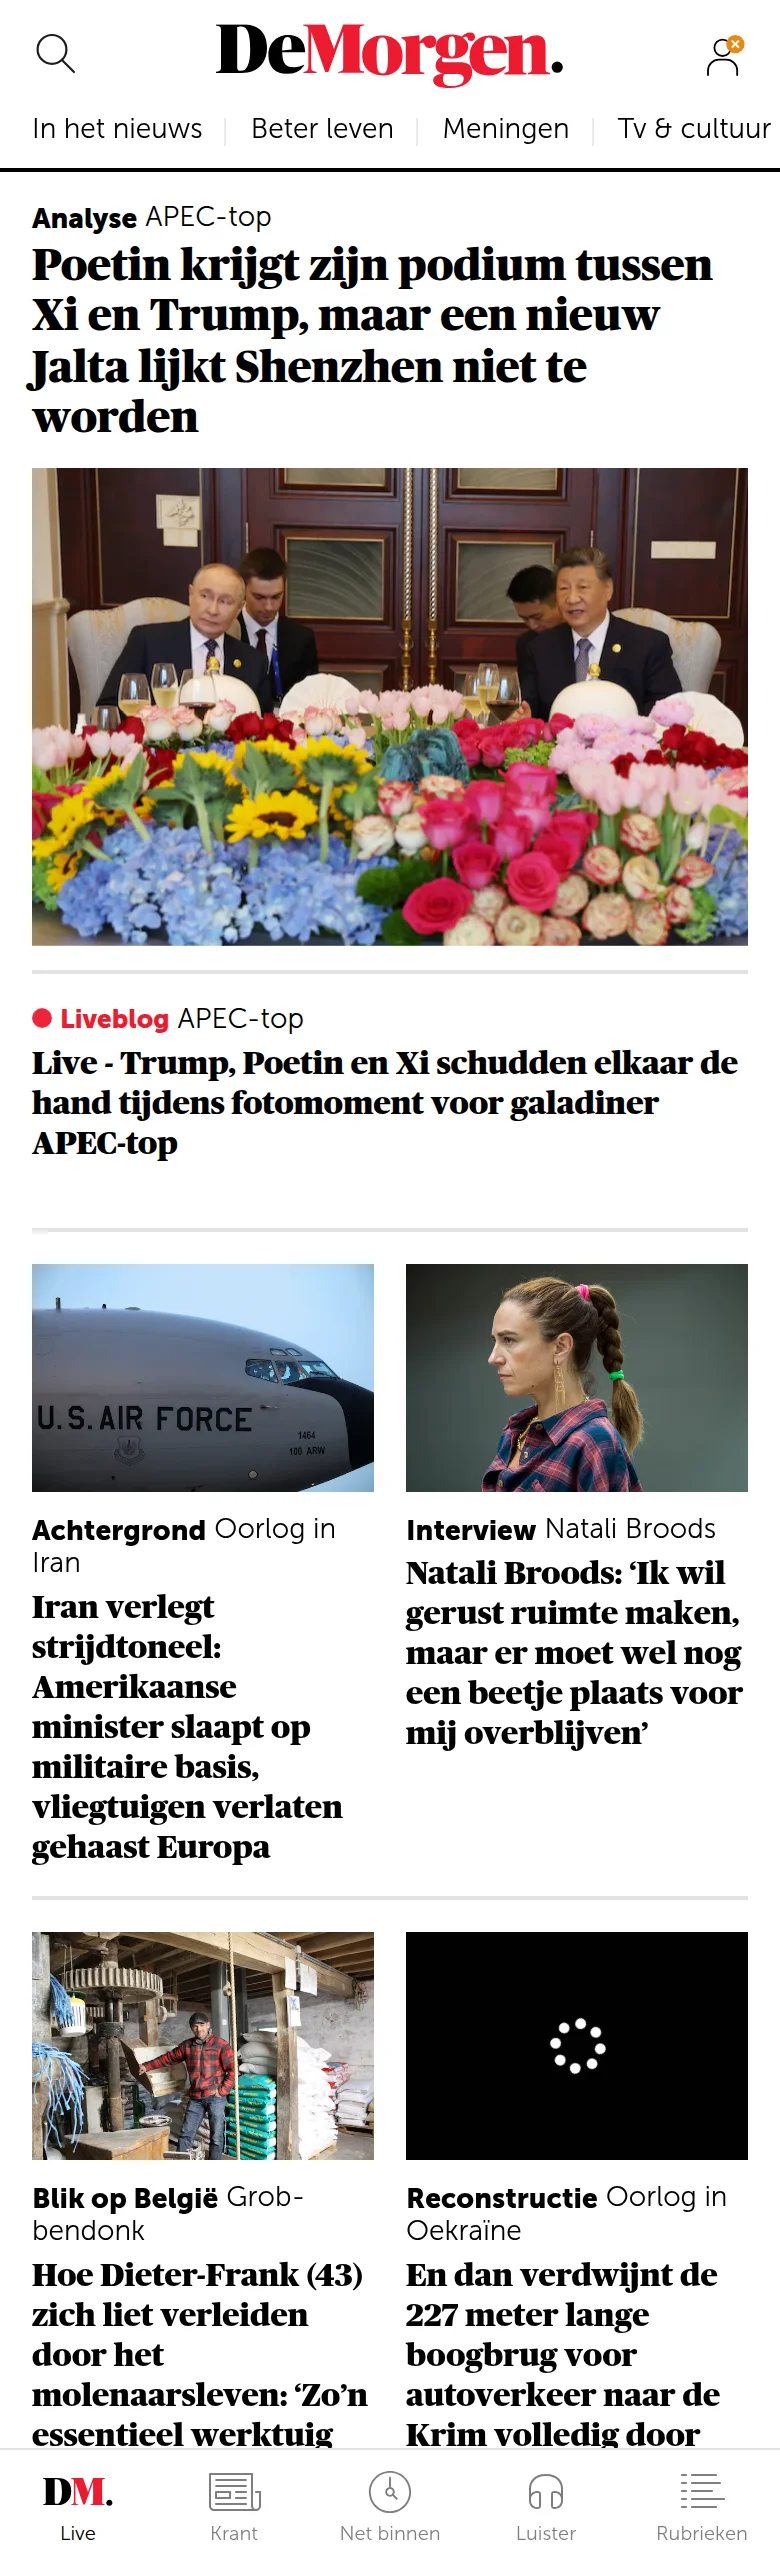 DeMorgen.
In het nieuws
Beter leven
Meningen
Tv & cultuur
Analyse APEC-top
Poetin krijgt zijn podium tussen
Xi en Trump, maar een nieuw
Jalta lijkt Shenzhen niet te
worden
Liveblog APEC-top
Live - Trump, Poetin en Xi schudden elkaar de
hand tijdens fotomoment voor galadiner
APEC-top
U.S. AIR FORCE
1464
100 ARW
Achtergrond Oorlog in
Iran
Iran verlegt
strijdtoneel:
Amerikaanse
minister slaapt op
militaire basis,
vliegtuigen verlaten
gehaast Europa
Interview Natali Broods
Natali Broods: ‘Ik wil
gerust ruimte maken,
maar er moet wel nog
een beetje plaats voor
mij overblijven’
Blik op België Grob-
bendonk
Hoe Dieter-Frank (43)
zich liet verleiden
door het
molenaarsleven: ‘Zo’n
essentieel werktuig
Reconstructie Oorlog in
Oekraïne
En dan verdwijnt de
227 meter lange
boogbrug voor
autoverkeer naar de
Krim volledig door
DM.
Live
Krant
Net binnen
Luister
Rubrieken